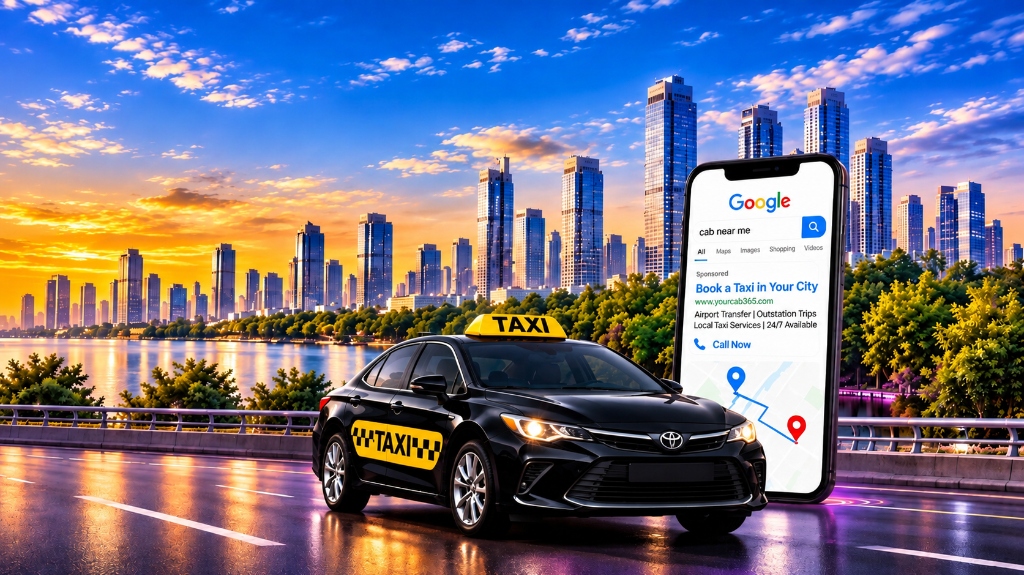 Google
cab near me
All Maps Images Shopping Videos
Sponsored
Book a Taxi in Your City
www.yourcab365.com
Airport Transfer | Outstation Trips
Local Taxi Services | 24/7 Available
Call Now
TAXI
TAXI